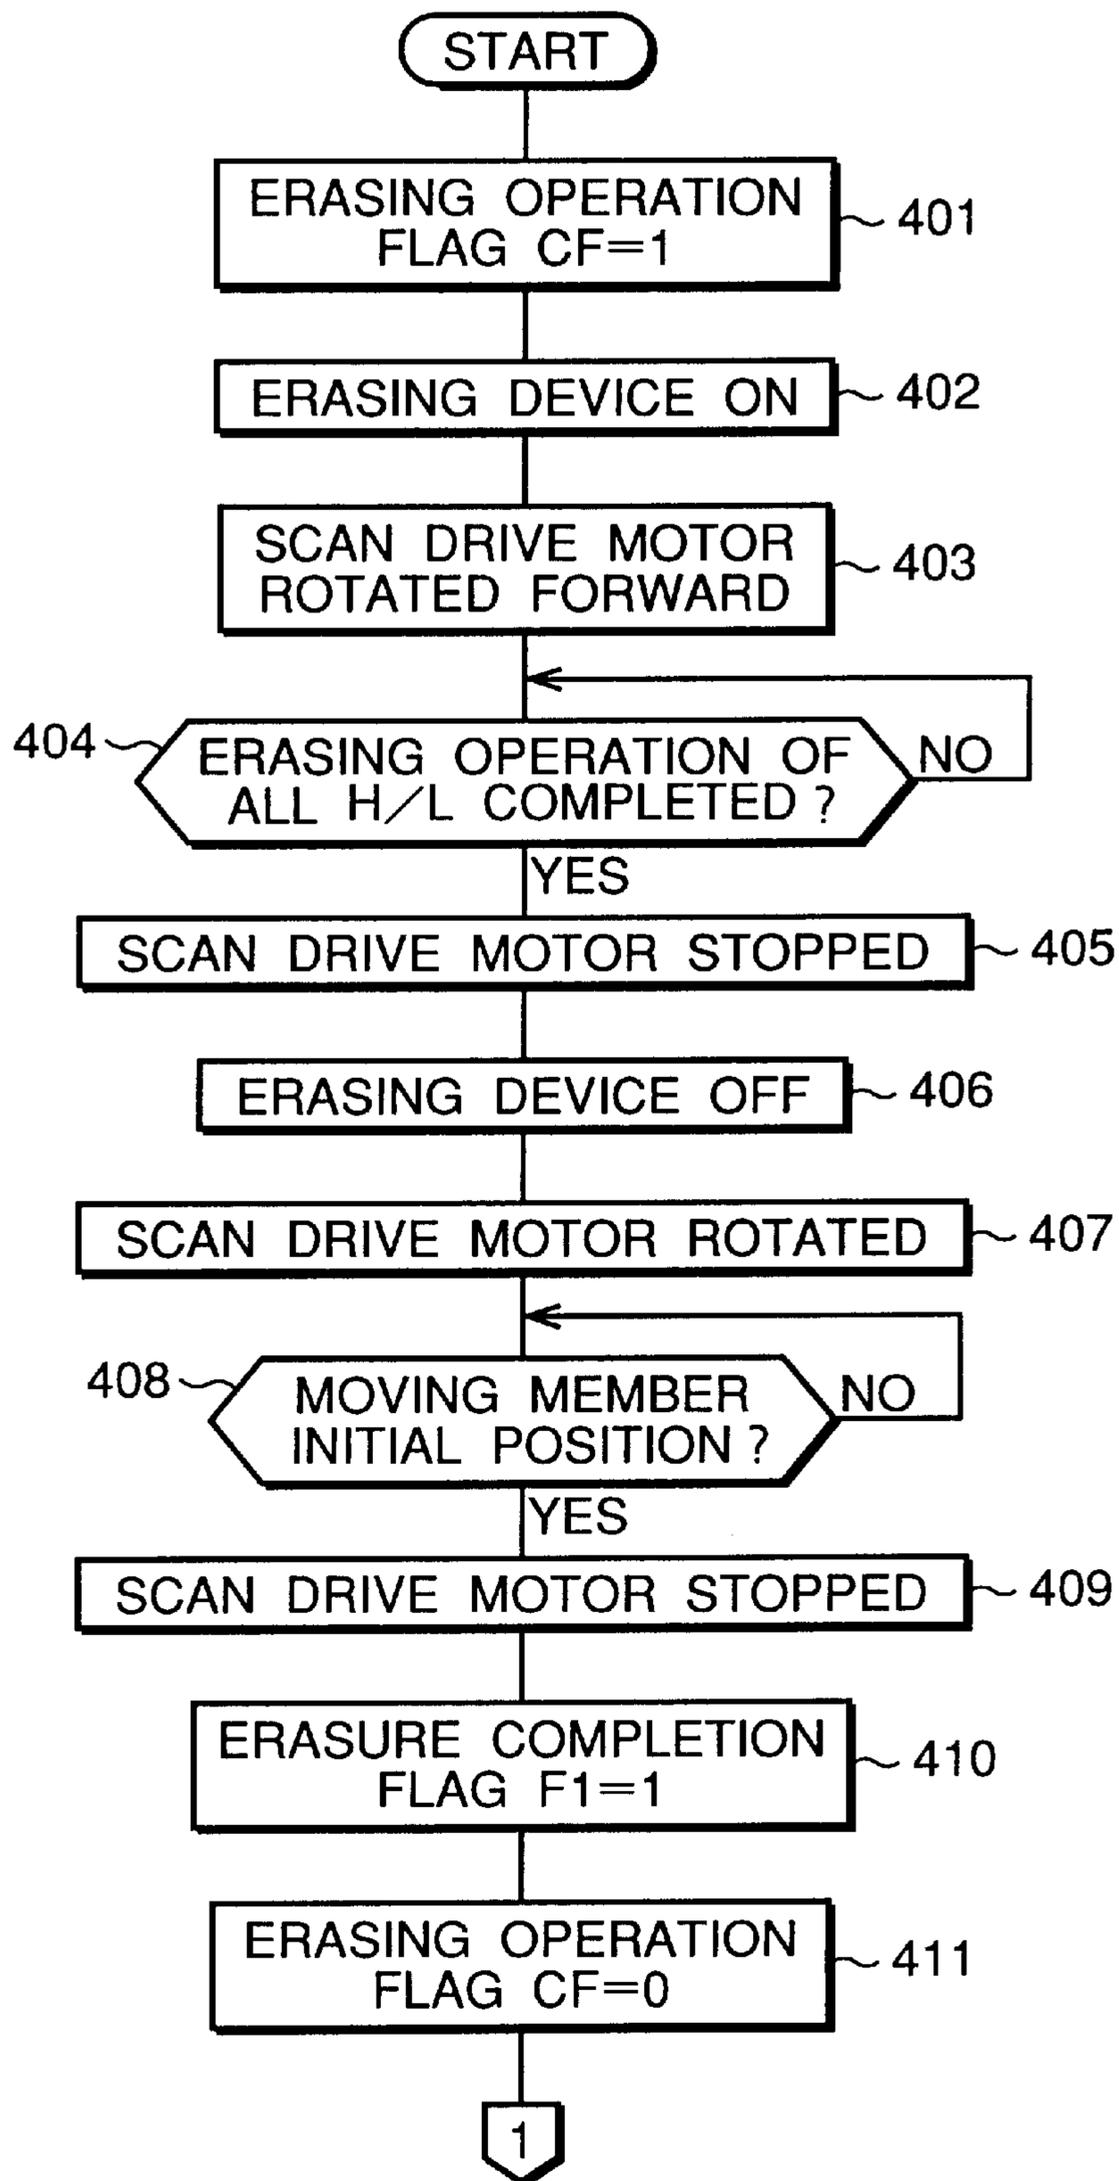 START
ERASING OPERATION
FLAG CF=1
401
ERASING DEVICE ON
402
SCAN DRIVE MOTOR
ROTATED FORWARD
403
404
ERASING OPERATION OF
ALL H/L COMPLETED?
NO
YES
SCAN DRIVE MOTOR STOPPED
405
ERASING DEVICE OFF
406
SCAN DRIVE MOTOR ROTATED
407
408
MOVING MEMBER
INITIAL POSITION?
NO
YES
SCAN DRIVE MOTOR STOPPED
409
ERASURE COMPLETION
FLAG F1=1
410
ERASING OPERATION
FLAG CF=0
411
1